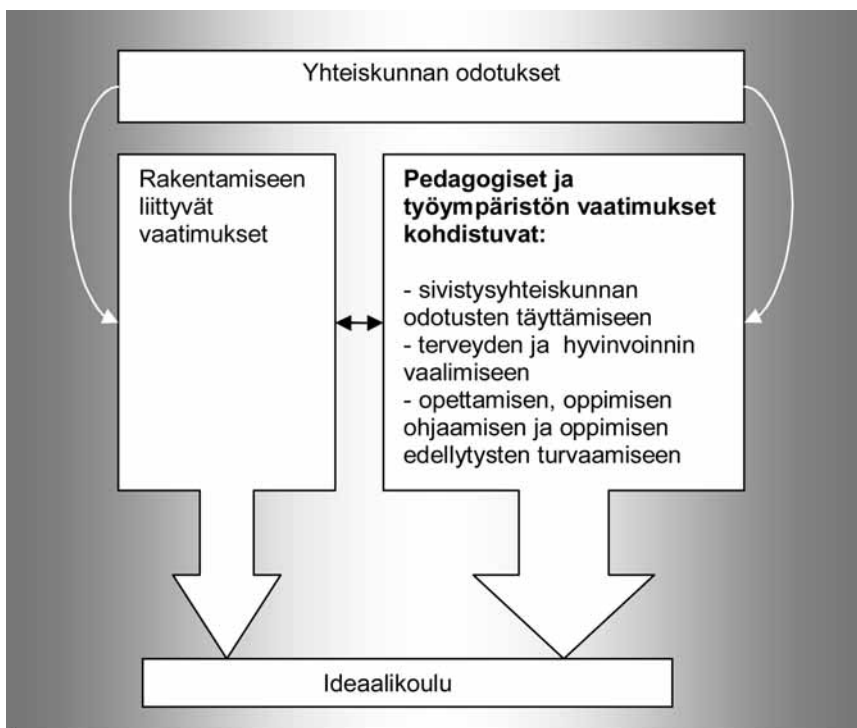 Yhteiskunnan odotukset
Rakentamiseen
liittyvät
vaatimukset
Pedagogiset ja
työympäristön vaatimukset
kohdistuvat:
- sivistysyhteiskunnan
odotusten täyttämiseen
- terveyden ja hyvinvoinnin
vaalimiseen
- opettamisen, oppimisen
ohjaamisen ja oppimisen
edellytysten turvaamiseen
Ideaalikoulu